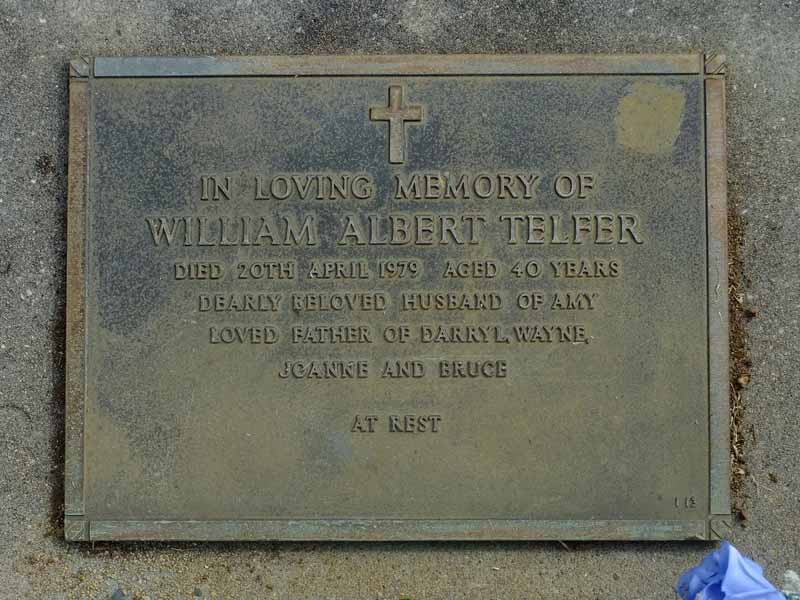 IN LOVING MEMORY OF
WILLIAM ALBERT TELFER
DIED 20TH APRIL 1979 AGED 40 YEARS
DEARLY BELOVED HUSBAND OF AMY
LOVED FATHER OF DARRYL, WAYNE,
JOANNE AND BRUCE
AT REST